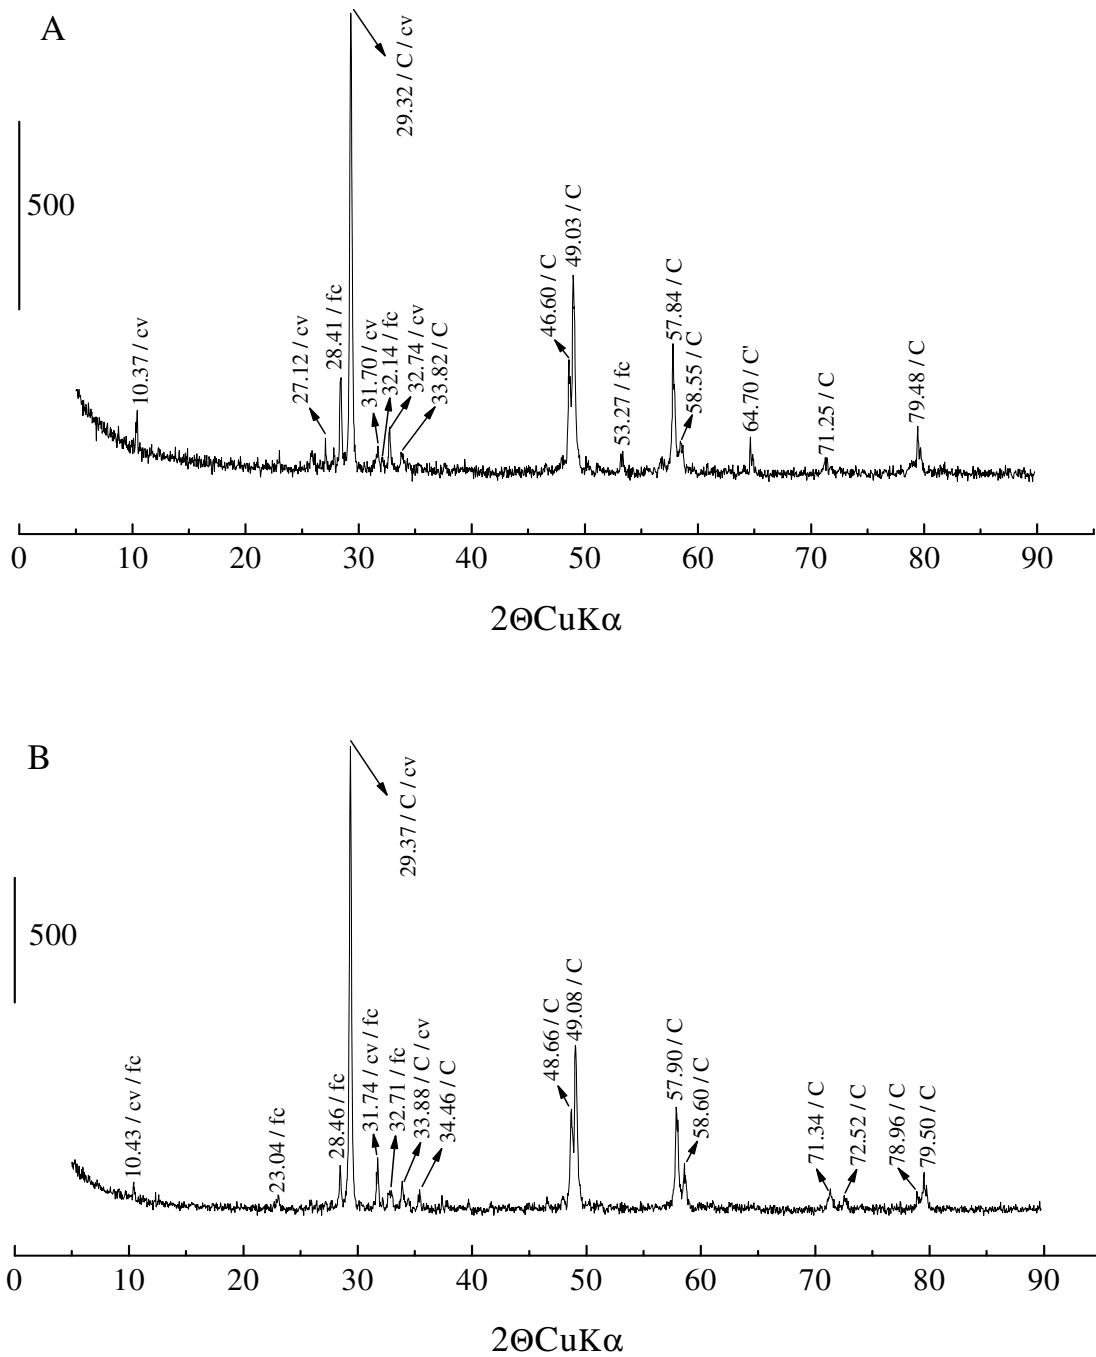 A
29.32 / C / cv
500
10.37 / cv
27.12 / cv
28.41 / fc
31.70 / cv
32.14 / fc
32.74 / cv
33.82 / C
46.60 / C
49.03 / C
53.27 / fc
57.84 / C
58.55 / C
64.70 / C'
71.25 / C
79.48 / C
0 10 20 30 40 50 60 70 80 90
2ΘCuKα
B
29.37 / C / cv
500
10.43 / cv / fc
23.04 / fc
28.46 / fc
31.74 / cv / fc
32.71 / fc
33.88 / C / cv
34.46 / C
48.66 / C
49.08 / C
57.90 / C
58.60 / C
71.34 / C
72.52 / C
78.96 / C
79.50 / C
0 10 20 30 40 50 60 70 80 90
2ΘCuKα